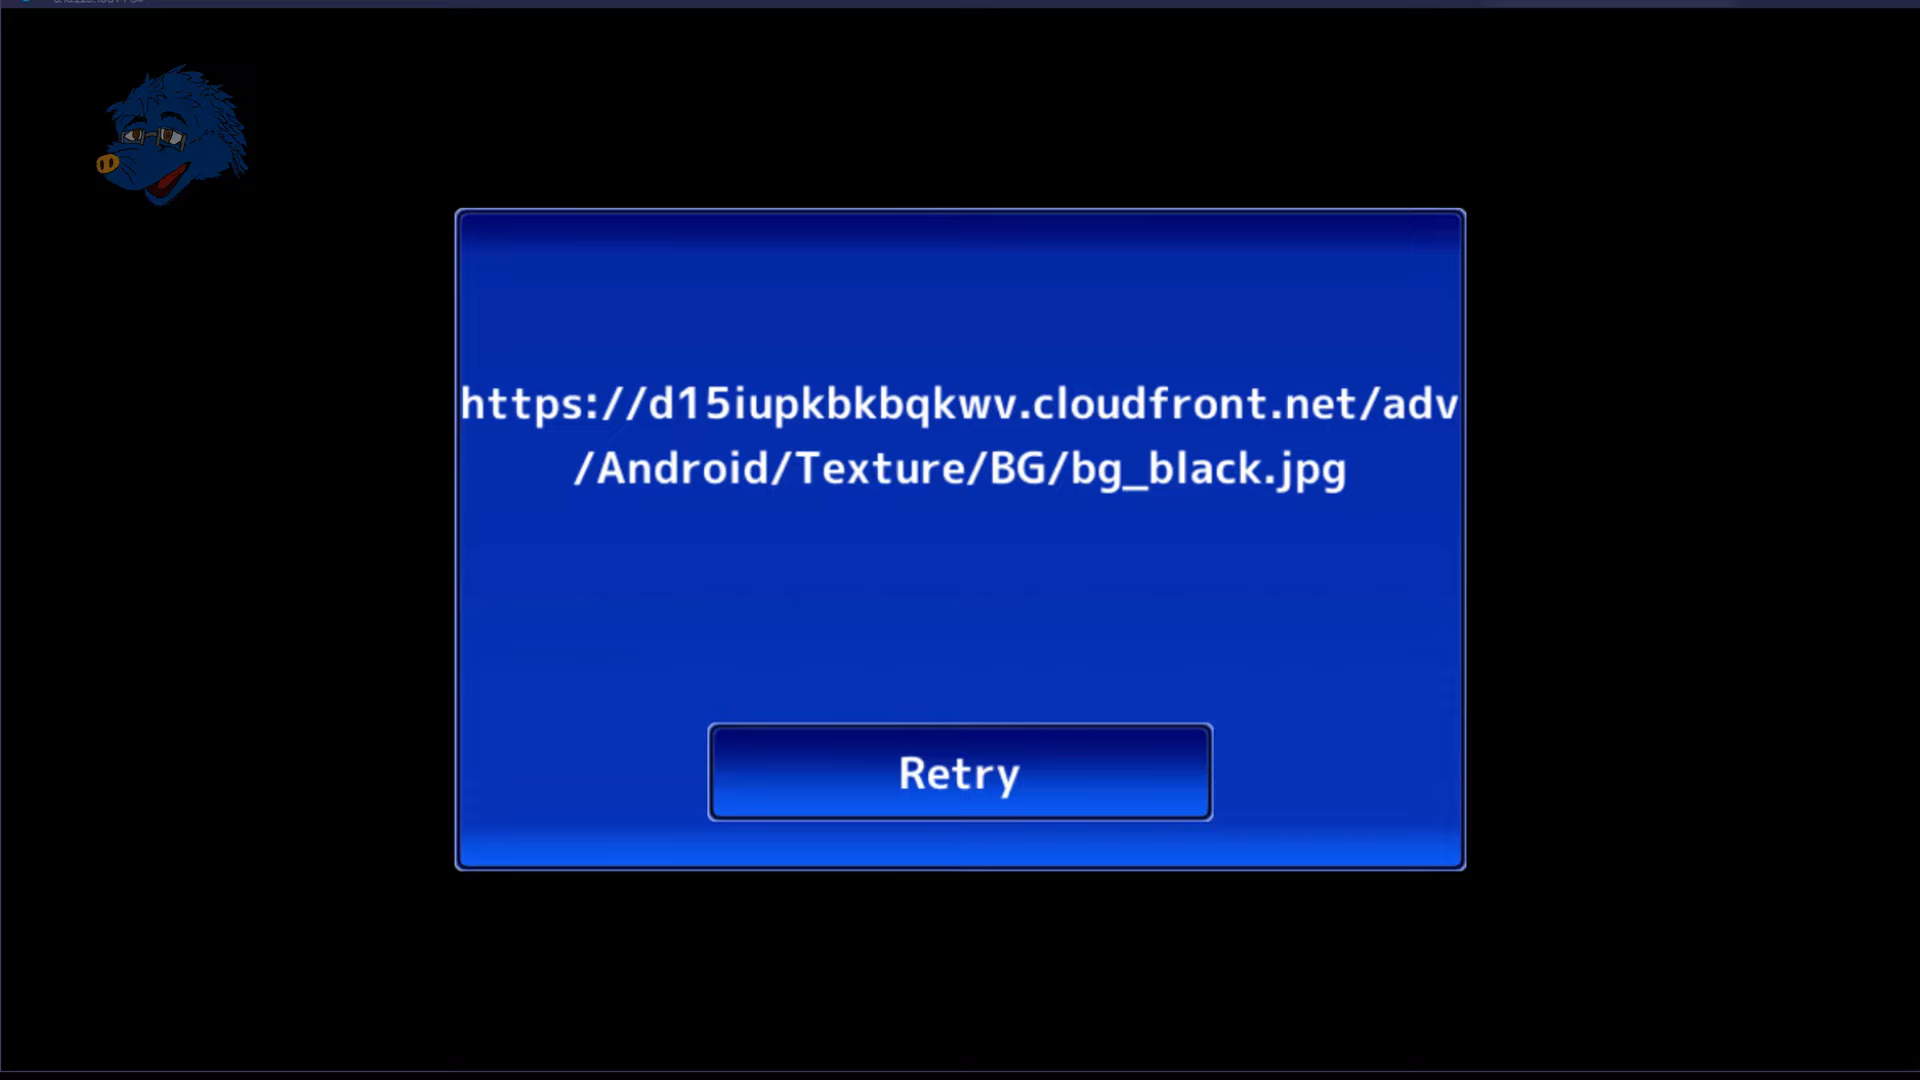 https://d15iupkbkbqkwv.cloudfront.net/adv
/Android/Texture/BG/bg_black.jpg
Retry